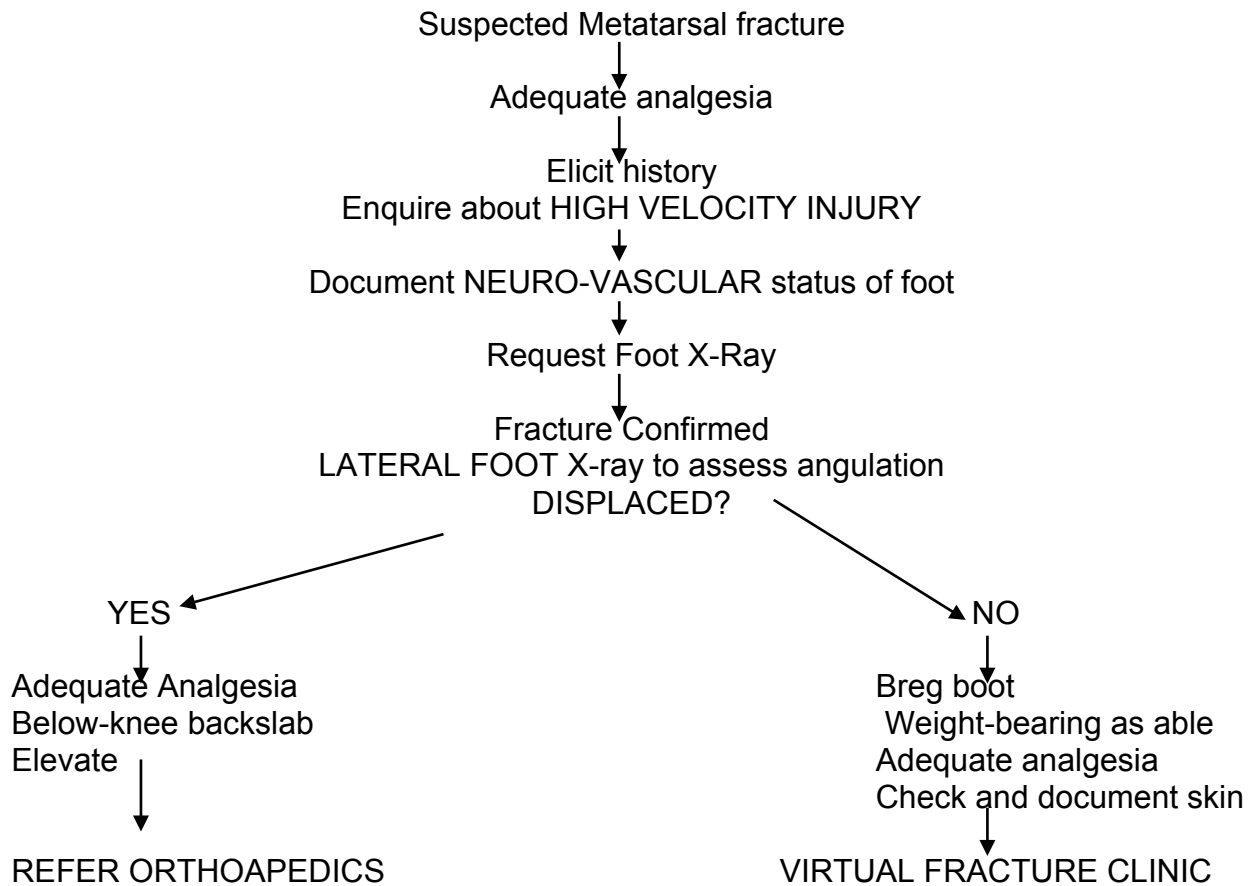 Suspected Metatarsal fracture
Adequate analgesia
Elicit history
Enquire about HIGH VELOCITY INJURY
Document NEURO-VASCULAR status of foot
Request Foot X-Ray
Fracture Confirmed
LATERAL FOOT X-ray to assess angulation
DISPLACED?
YES
Adequate Analgesia
Below-knee backslab
Elevate
REFER ORTHOAPEDICS
NO
Breg boot
Weight-bearing as able
Adequate analgesia
Check and document skin
VIRTUAL FRACTURE CLINIC